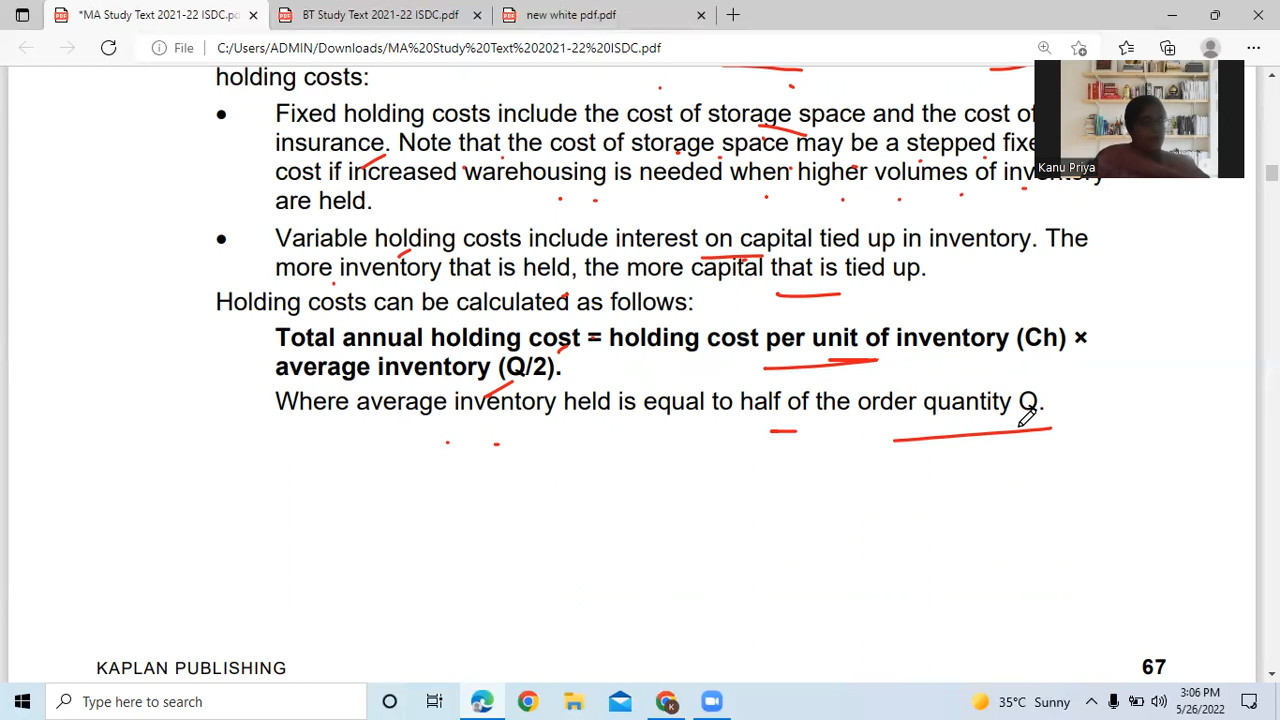 *MA Study Text 2021-22 ISDC.pd
BT Study Text 2021-22 ISDC.pdf
new white pdf.pdf
File
C:/Users/ADMIN/Downloads/MA%20Study%20Text%202021-22%20ISDC.pdf
holding costs:
• Fixed holding costs include the cost of storage space and the cost of
insurance. Note that the cost of storage space may be a stepped fixe
cost if increased warehousing is needed when higher volumes of inventory
are held.
• Variable holding costs include interest on capital tied up in inventory. The
more inventory that is held, the more capital that is tied up.
Holding costs can be calculated as follows:
Total annual holding cost = holding cost per unit of inventory (Ch) ×
average inventory (Q/2).
Where average inventory held is equal to half of the order quantity Q.
KAPLAN PUBLISHING
67
Kanu Priya
Type here to search
35°C Sunny
3:06 PM
5/26/2022